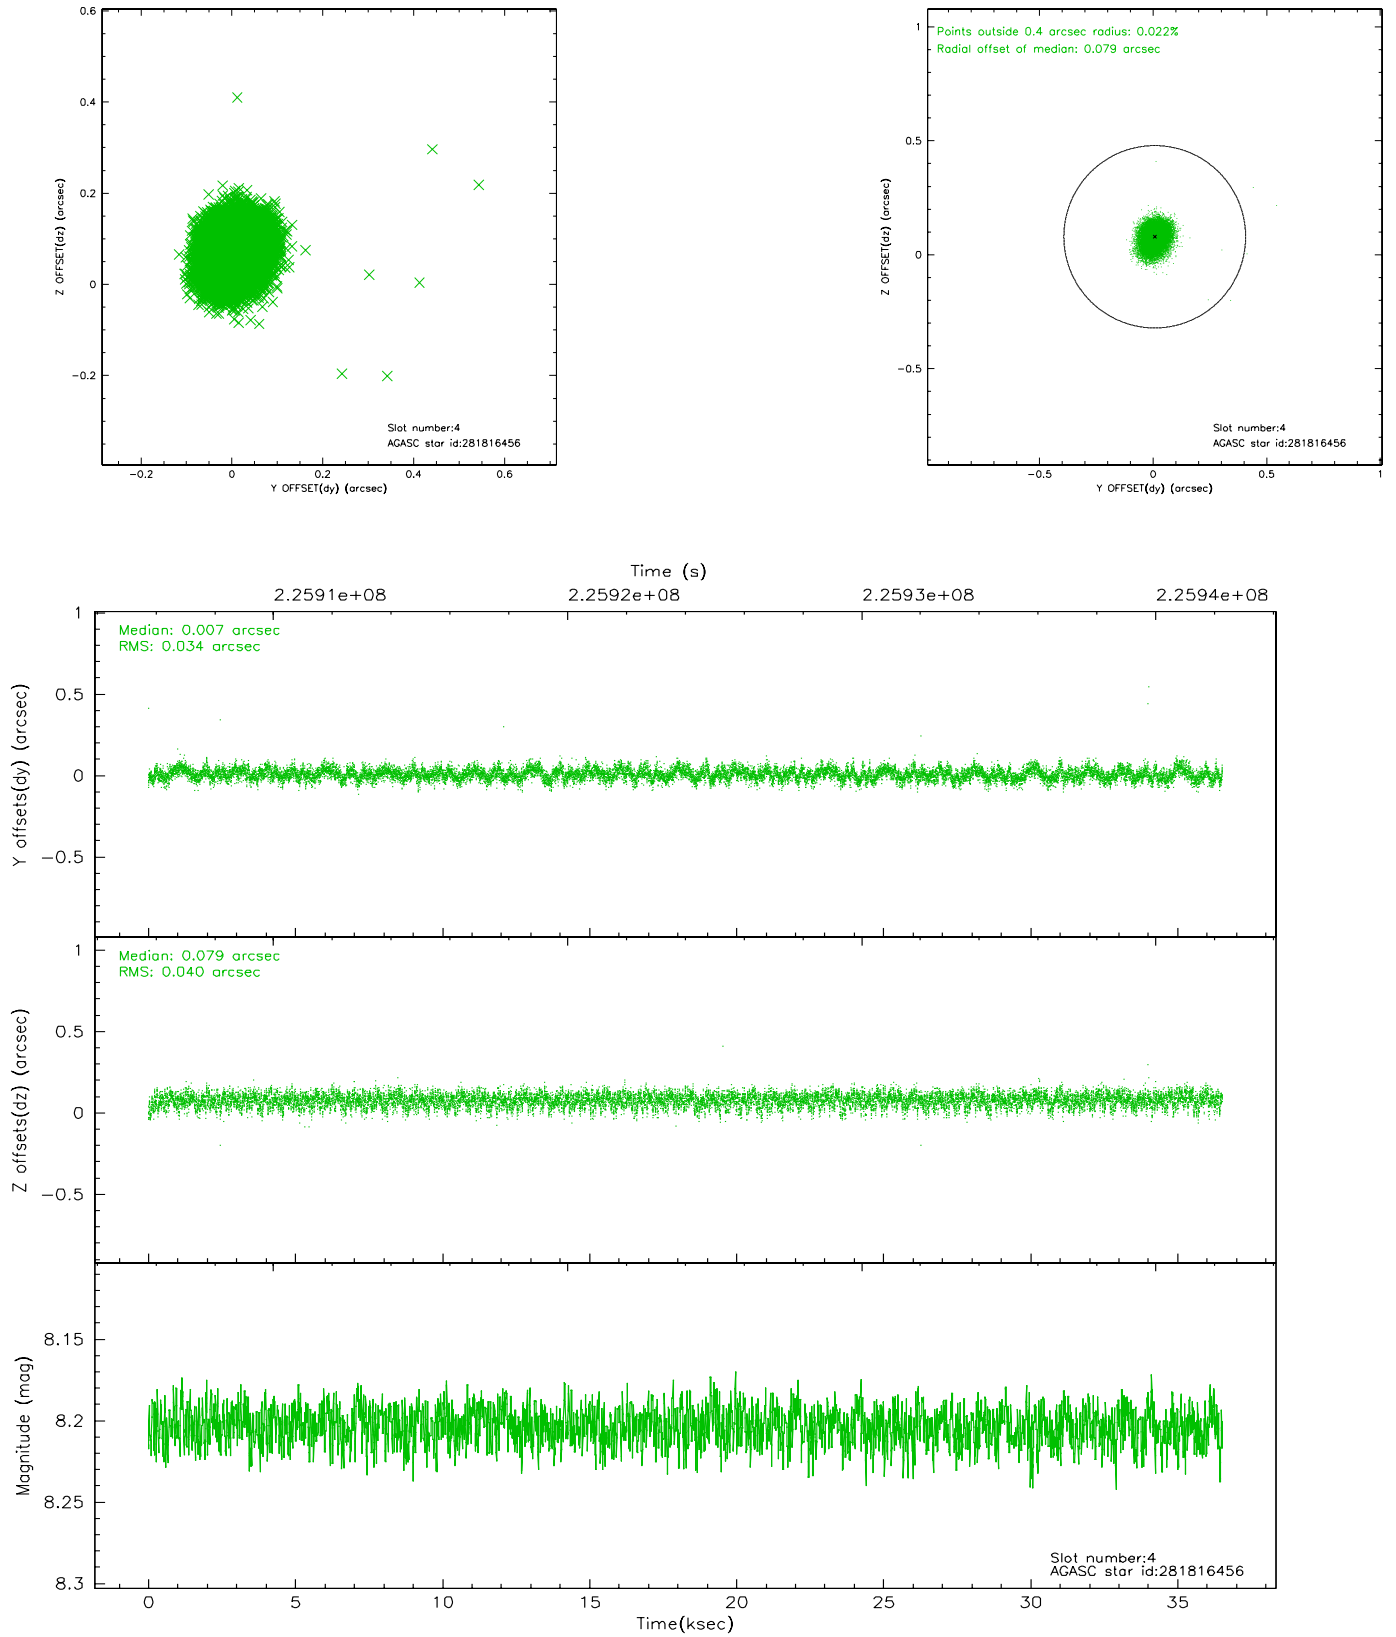 0.6
0.4
0.2
0
-0.2
-0.2
0
0.2
0.4
0.6
Z OFFSET(dz) (arcsec)
Y OFFSET(dy) (arcsec)
Slot number:4
AGASC star id:281816456
Points outside 0.4 arcsec radius: 0.022%
Radial offset of median: 0.079 arcsec
1
0.5
0
-0.5
-0.5
0
0.5
1
Z OFFSET(dz) (arcsec)
Y OFFSET(dy) (arcsec)
Slot number:4
AGASC star id:281816456
Time (s)
2.2591e+08
2.2592e+08
2.2593e+08
2.2594e+08
Median: 0.007 arcsec
RMS: 0.034 arcsec
1
0.5
0
-0.5
Y offsets(dy) (arcsec)
Median: 0.079 arcsec
RMS: 0.040 arcsec
1
0.5
0
-0.5
Z offsets(dz) (arcsec)
8.15
8.2
8.25
8.3
Magnitude (mag)
Slot number:4
AGASC star id:281816456
0
5
10
15
20
25
30
35
Time(ksec)